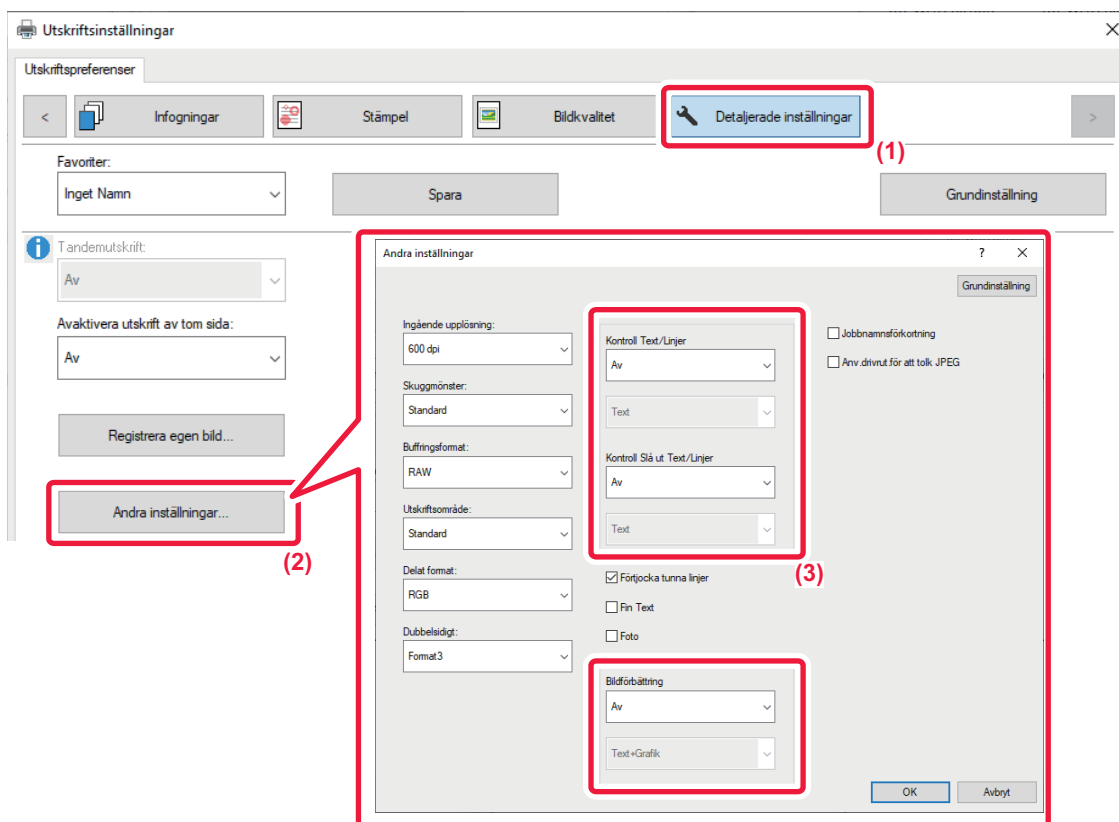 Utskriftsinställningar
Utskriftspreferenser
< Infogningar Stämpel Bildkvalitet Detaljerade inställningar >
(1)
Favoriter:
Inget Namn Spara Grundinställning
Tandemutskrift:
Av
Avaktivera utskrift av tom sida:
Av
Registrera egen bild...
Andra inställningar...
(2)
Andra inställningar ?
Grundinställning
Ingående upplösning:
600 dpi
Skuggmönster:
Standard
Buffringsformat:
RAW
Utskriftsområde:
Standard
Delat format:
RGB
Dubbelsidigt:
Format3
Kontroll Text/Linjer
Av
Text
Kontroll Slå ut Text/Linjer
Av
Text
(3)
Förtjocka tunna linjer
Fin Text
Foto
Bildförbättring
Av
Text+Grafik
Jobbnamnsförkortning
Anv.drivrut.för att tolk JPEG
OK Avbryt